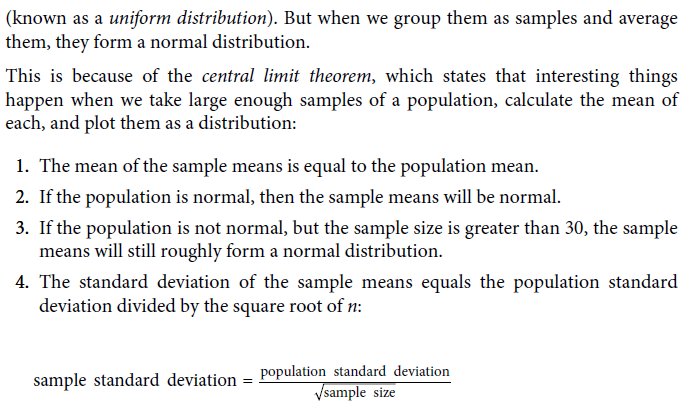 (known as a uniform distribution). But when we group them as samples and average
them, they form a normal distribution.
This is because of the central limit theorem, which states that interesting things
happen when we take large enough samples of a population, calculate the mean of
each, and plot them as a distribution:
1. The mean of the sample means is equal to the population mean.
2. If the population is normal, then the sample means will be normal.
3. If the population is not normal, but the sample size is greater than 30, the sample
means will still roughly form a normal distribution.
4. The standard deviation of the sample means equals the population standard
deviation divided by the square root of n:
sample standard deviation = population standard deviation
√sample size